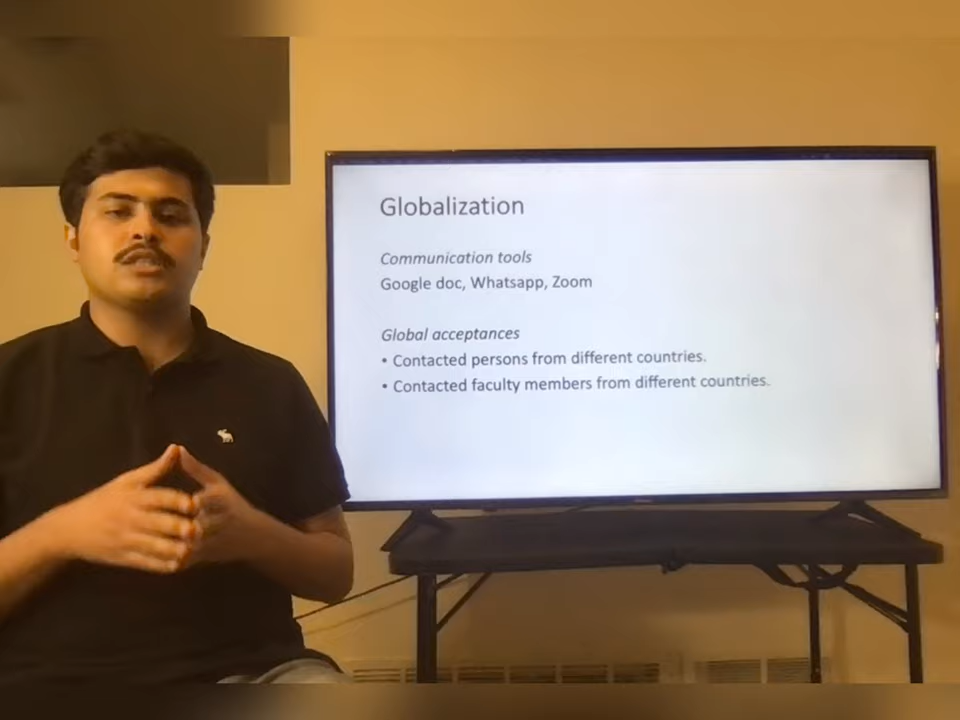 Globalization
Communication tools
Google doc, Whatsapp, Zoom
Global acceptances
• Contacted persons from different countries.
• Contacted faculty members from different countries.